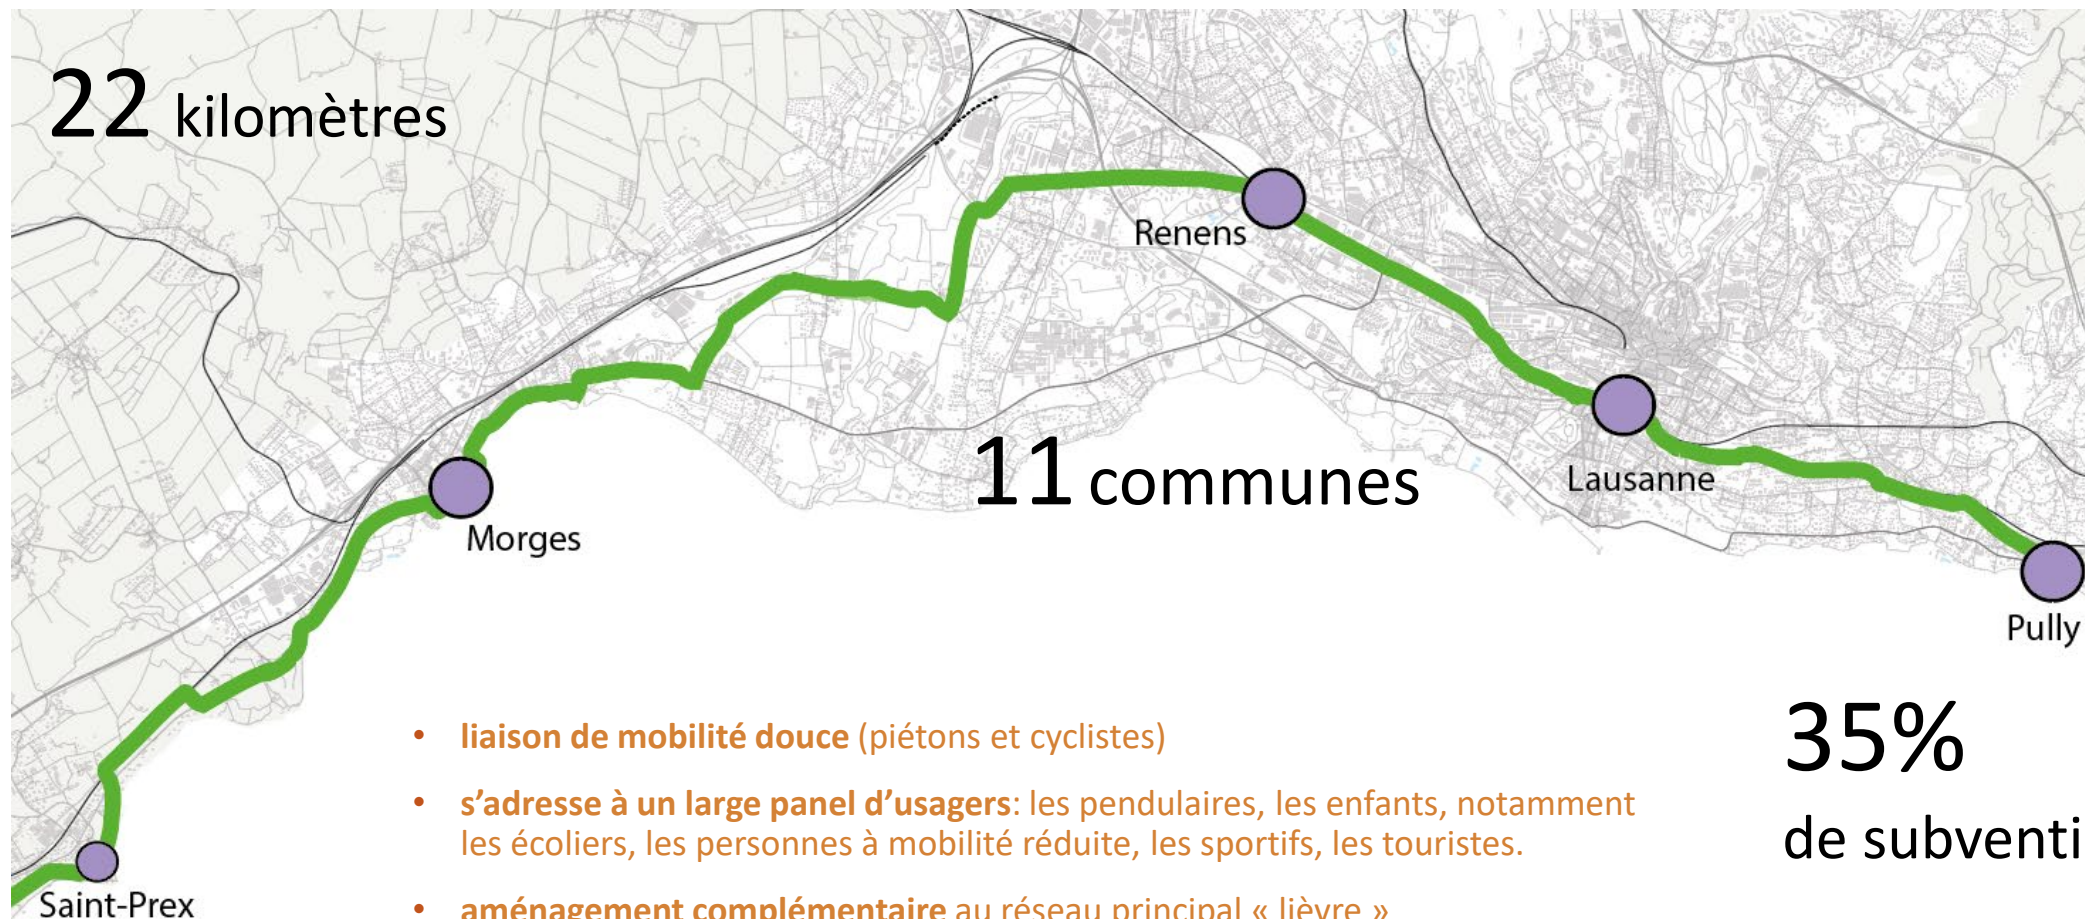 22 kilomètres
Renens
11 communes
Lausanne
Morges
Pully
• liaison de mobilité douce (piétons et cyclistes)
35%
• s’adresse à un large panel d’usagers: les pendulaires, les enfants, notamment
les écoliers, les personnes à mobilité réduite, les sportifs, les touristes.
de subventi
Saint-Prex
• aménagement complémentaire au réseau principal « lièvre »